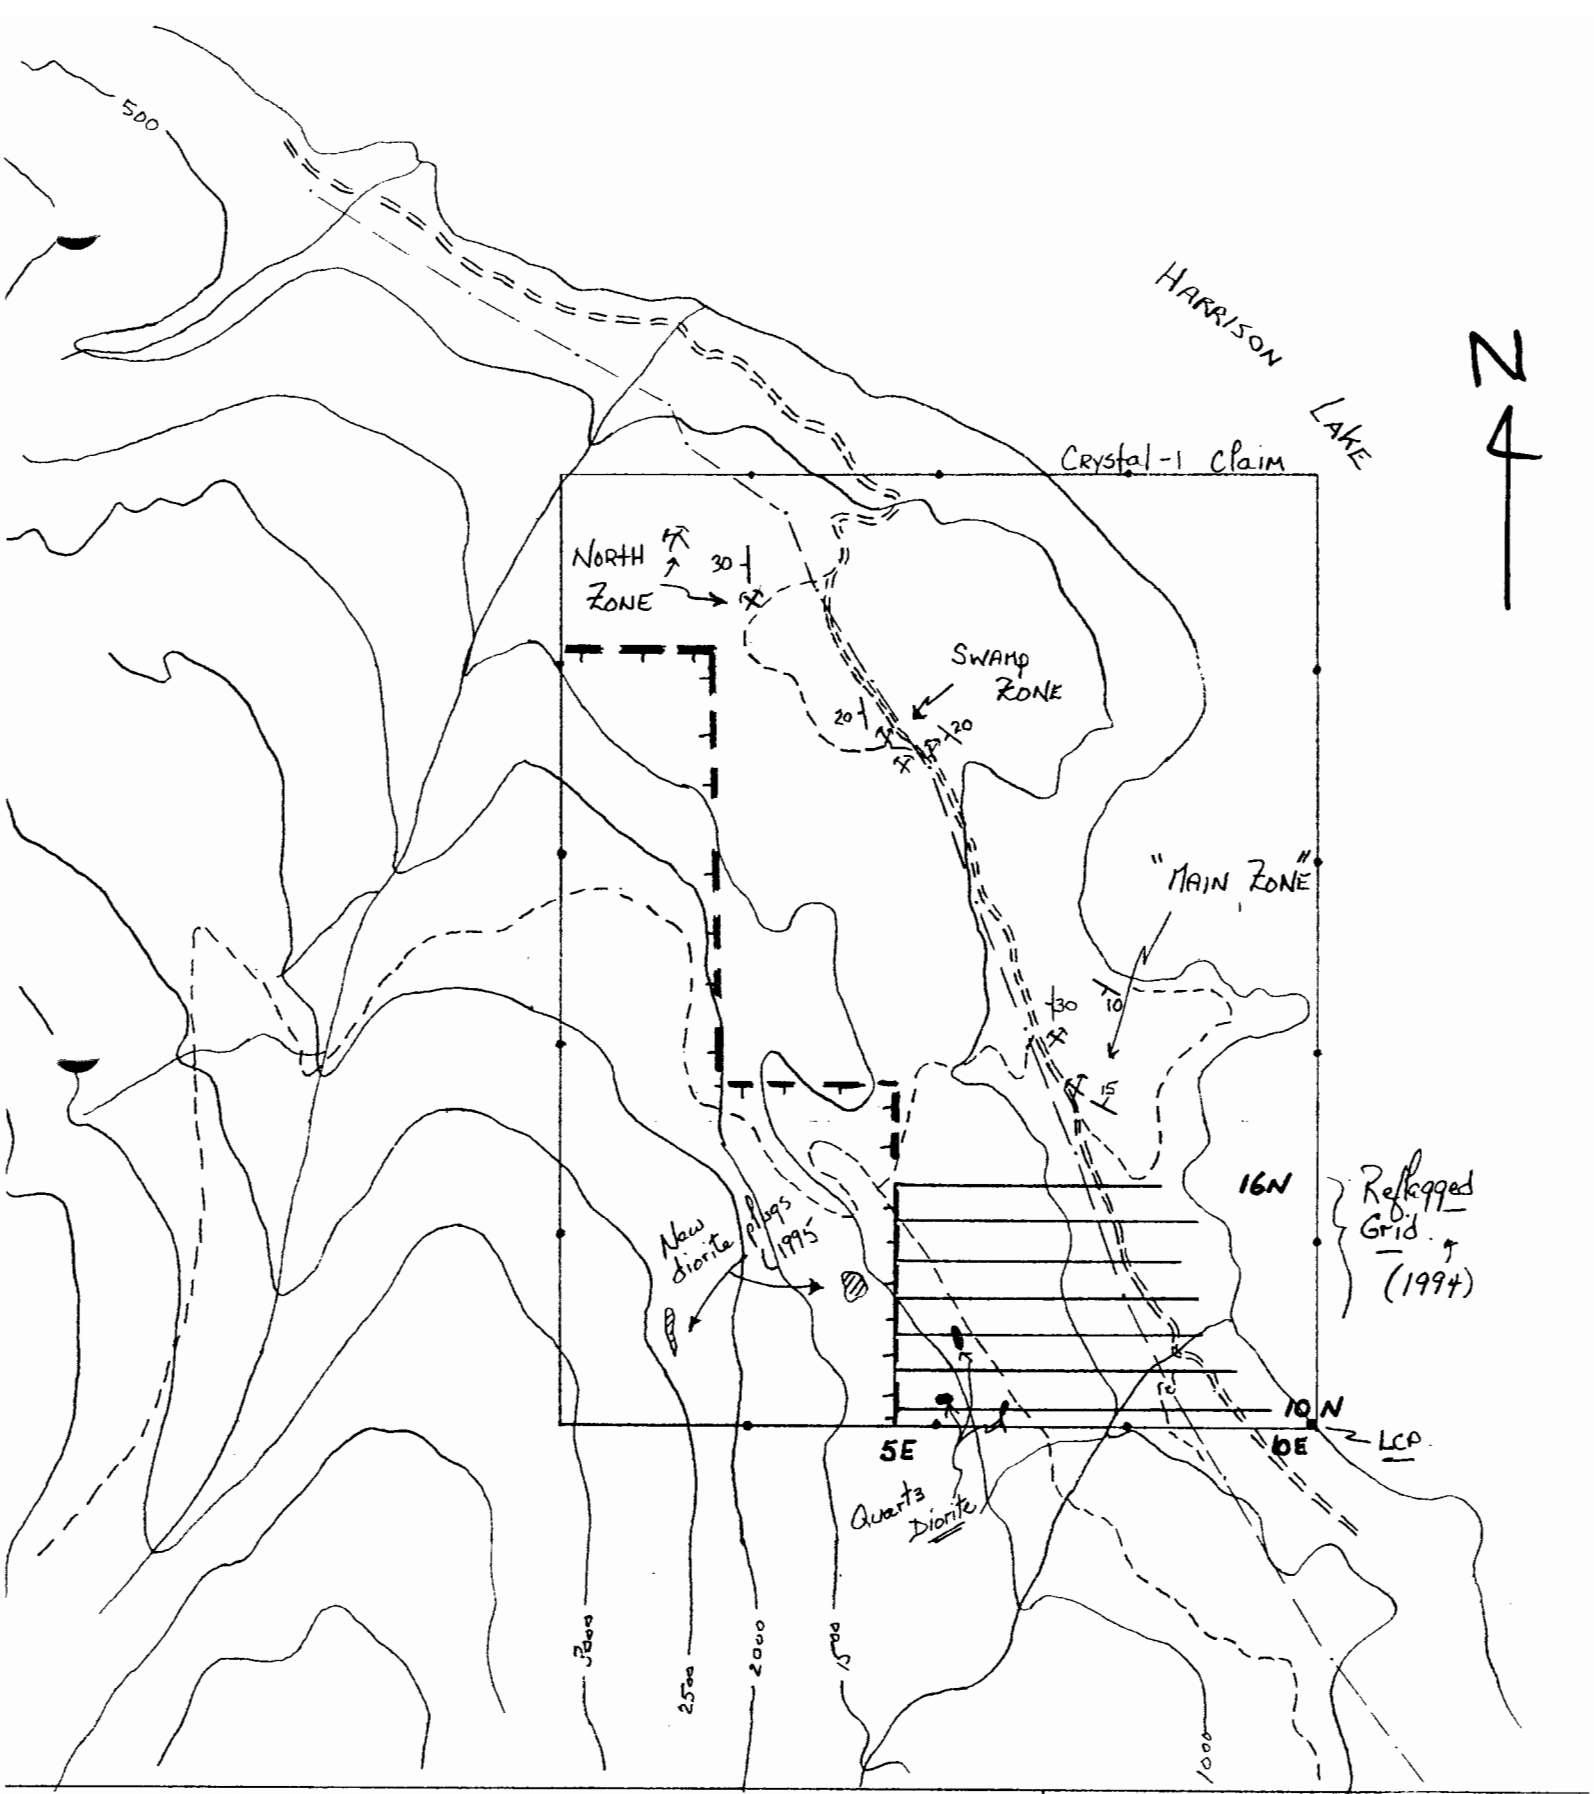 500
HARRISON
LAKE
N
Crystal-1 Claim
NORTH
ZONE
30
SWAMP
ZONE
20
20
"MAIN ZONE"
30
10
15
16N
Reflagged
Grid
(1994)
New
diorite plugs
1995
10N
5E
10E
LCP.
Quartz
Diorite
3000
2500
2000
1500
1000